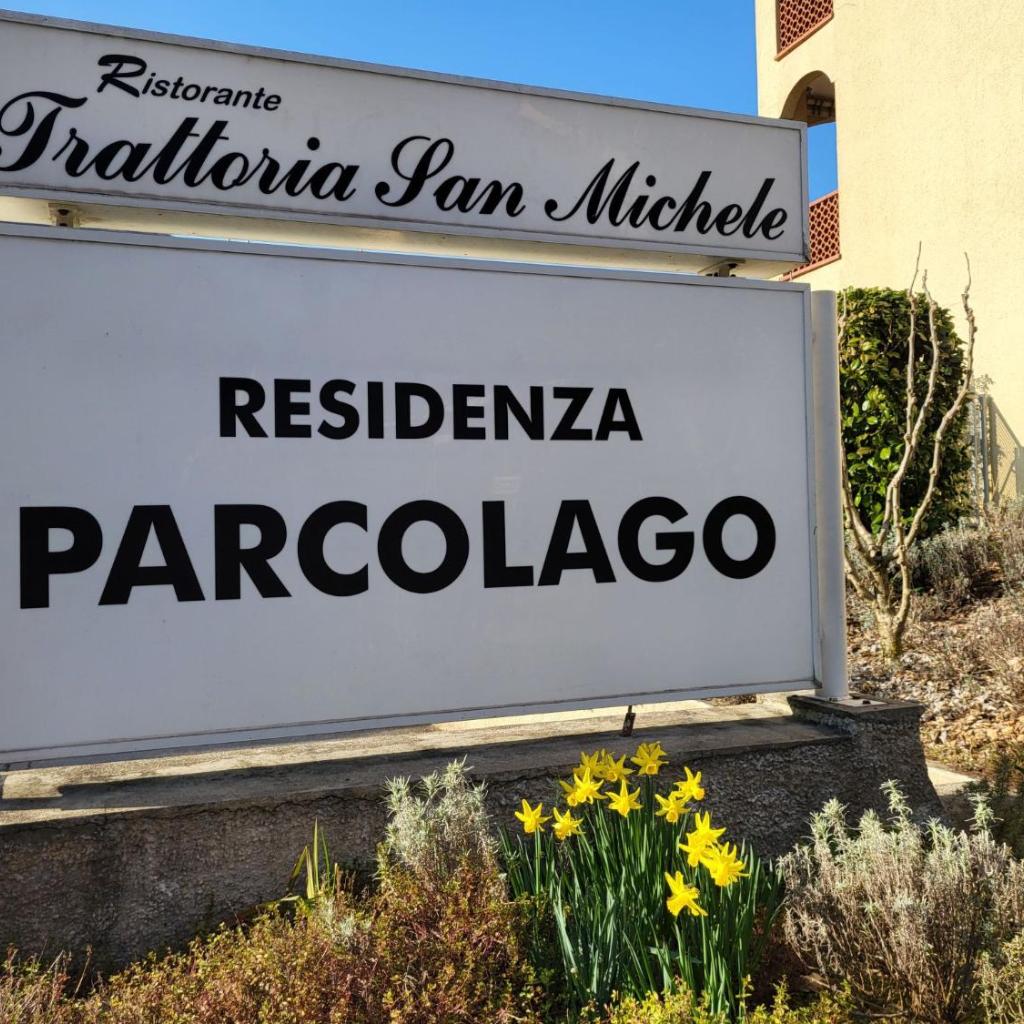 Ristorante
Trattoria San Michele
RESIDENZA
PARCOLAGO